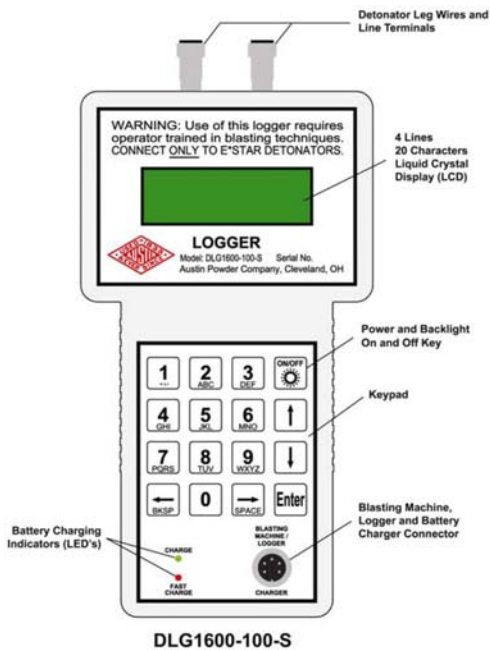 Detonator Leg Wires and
Line Terminals
WARNING: Use of this logger requires
operator trained in blasting techniques.
CONNECT ONLY TO E*STAR DETONATORS.
4 Lines
20 Characters
Liquid Crystal
Display (LCD)
AUSTIN
LOGGER
Model: DLG1600-100-S Serial No.
Austin Powder Company, Cleveland, OH
Power and Backlight
On and Off Key
1
2 ABC
3 DEF
ON/OFF
Keypad
4 GHI
5 JKL
6 MNO
↑
7 PQRS
8 TUV
9 WXYZ
↓
← BKSP
0
→ SPACE
Enter
Battery Charging
Indicators (LED's)
CHARGE
FAST
CHARGE
BLASTING
MACHINE /
LOGGER
CHARGER
Blasting Machine,
Logger and Battery
Charger Connector
DLG1600-100-S